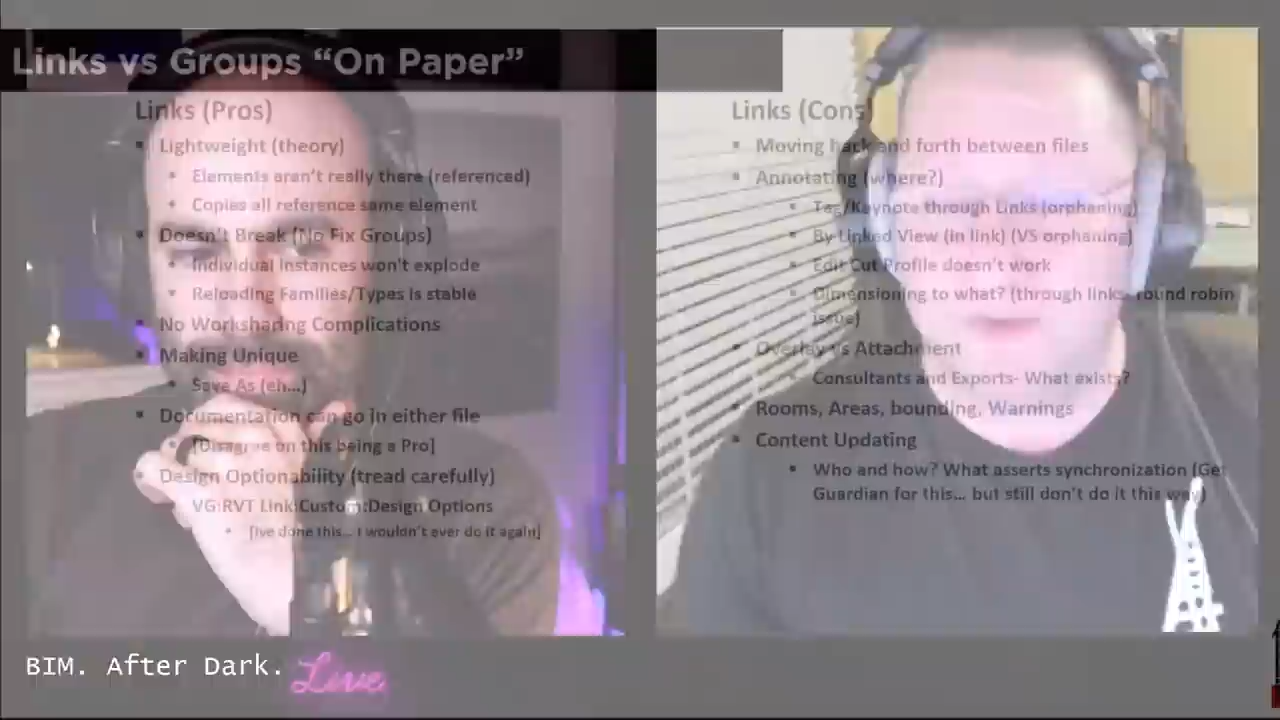 Links vs Groups “On Paper”
Links (Pros)
Lightweight (theory)
Elements aran't really there (referenced)
Copies all reference same element
Doesn't Break (No Fix Groups)
Individual Instances won't explode
Reloading Families/Types is stable
No Worksharing Complications
Making Unique
Save As (eh...)
Documentation can go in either file
[Disagree on this being a Pro]
Design Optionability (tread carefully)
VG:RVT Link:Custom:Design Options
[Ive done this... I wouldn't ever do it again]
Links (Cons)
Moving back and forth between files
Annotating (where?)
Tag/Keynote through Links (orphaning)
By Linked View (in link) (VS orphaning)
Edit Cut Profile doesn't work
Dimensioning to what? (through links- round robin
issue)
Overlay vs Attachment
Consultants and Exports- What exists?
Rooms, Areas, bounding, Warnings
Content Updating
Who and how? What asserts synchronization (Get
Guardian for this... but still don't do it this way)
BIM. After Dark.
Live